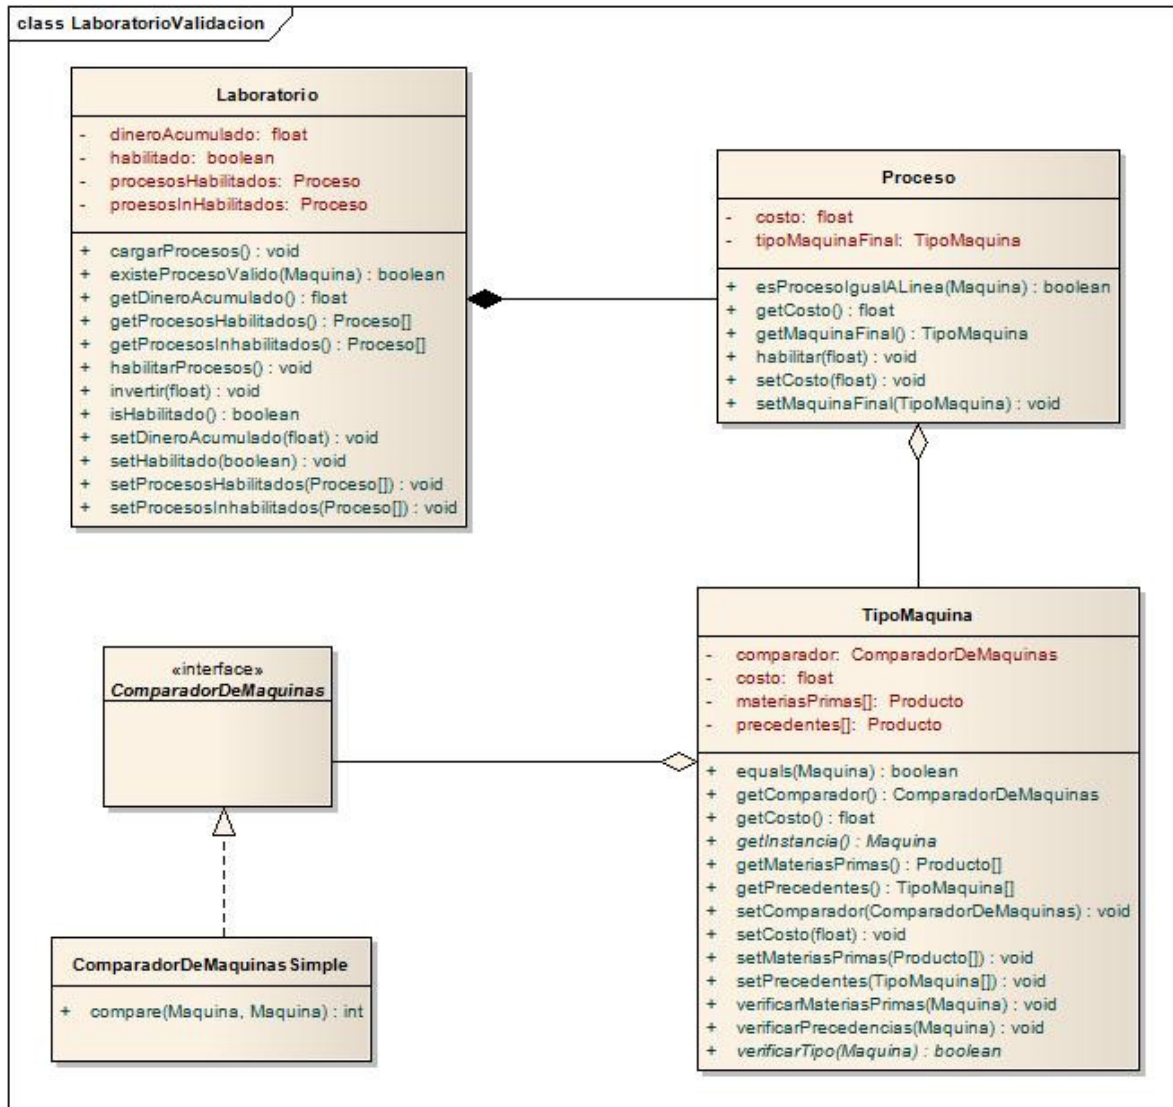 class LaboratorioValidacion
Laboratorio
- dineroAcumulado: float
- habilitado: boolean
- procesosHabilitados: Proceso
- proesosInHabilitados: Proceso
+ cargarProcesos() : void
+ existeProcesoValido(Maquina) : boolean
+ getDineroAcumulado() : float
+ getProcesosHabilitados() : Proceso[]
+ getProcesosInhabilitados() : Proceso[]
+ habilitarProcesos() : void
+ invertir(float) : void
+ isHabilitado() : boolean
+ setDineroAcumulado(float) : void
+ setHabilitado(boolean) : void
+ setProcesosHabilitados(Proceso[]) : void
+ setProcesosInhabilitados(Proceso[]) : void
Proceso
- costo: float
- tipoMaquinaFinal: TipoMaquina
+ esProcesoIgualALinea(Maquina) : boolean
+ getCosto() : float
+ getMaquinaFinal() : TipoMaquina
+ habilitar(float) : void
+ setCosto(float) : void
+ setMaquinaFinal(TipoMaquina) : void
«interface»
ComparadorDeMaquinas
ComparadorDeMaquinasSimple
+ compare(Maquina, Maquina) : int
TipoMaquina
- comparador: ComparadorDeMaquinas
- costo: float
- materiasPrimas[]: Producto
- precedentes[]: Producto
+ equals(Maquina) : boolean
+ getComparador() : ComparadorDeMaquinas
+ getCosto() : float
+ getInstancia() : Maquina
+ getMateriasPrimas() : Producto[]
+ getPrecedentes() : TipoMaquina[]
+ setComparador(ComparadorDeMaquinas) : void
+ setCosto(float) : void
+ setMateriasPrimas(Producto[]) : void
+ setPrecedentes(TipoMaquina[]) : void
+ verificarMateriasPrimas(Maquina) : void
+ verificarPrecedencias(Maquina) : void
+ verificarTipo(Maquina) : boolean